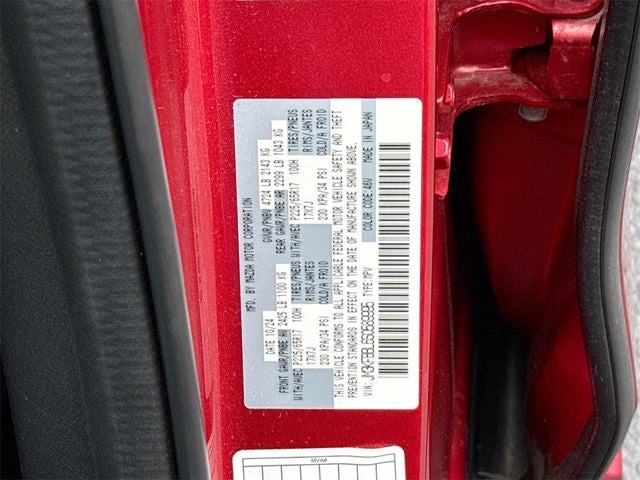 MFD. BY MAZDA MOTOR CORPORATION
DATE: 10/24 GVWR/PNBV 4724 LB 2143 KG
FRONT GAWR/PNBE AV 2425 LB 1100 KG REAR GAWR/PNBE AR 2299 LB 1043 KG
WITH/AVEC TIRES/PNEUS WITH/AVEC TIRES/PNEUS
P225/65R17 100H RIMS/JANTES P225/65R17 100H RIMS/JANTES
17X7J COLD/A FROID 17X7J COLD/A FROID
230 KPA/34 PSI 230 KPA/34 PSI
THIS VEHICLE CONFORMS TO ALL APPLICABLE FEDERAL MOTOR VEHICLE SAFETY AND THEFT
PREVENTION STANDARDS IN EFFECT ON THE DATE OF MANUFACTURE SHOWN ABOVE.
VIN: TYPE: MPV COLOR CODE: 46V MADE IN JAPAN
MVA#